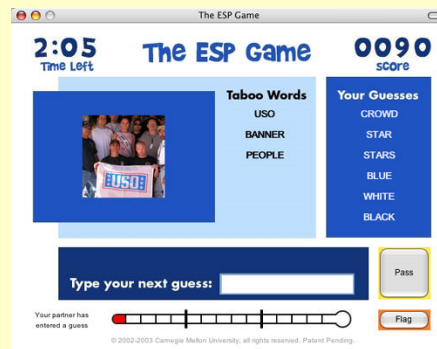 The ESP Game
2:05
Time Left
The ESP Game
0090
score
Taboo Words
USO
BANNER
PEOPLE
Your Guesses
CROWD
STAR
STARS
BLUE
WHITE
BLACK
USO
Type your next guess:
Pass
Your partner has
entered a guess
Flag
© 2002-2003 Carnegie Mellon University, all rights reserved. Patent Pending.